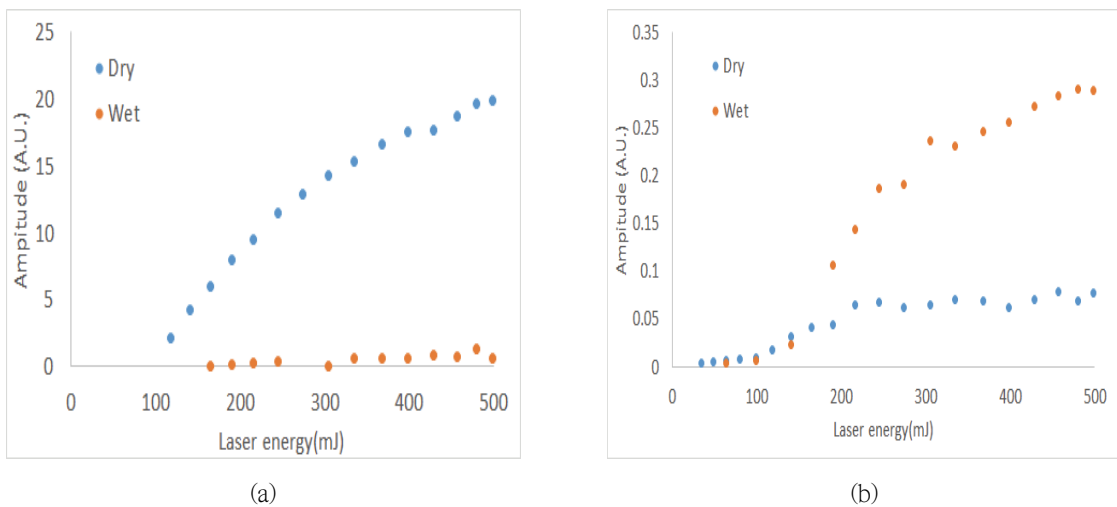 25
20
15
10
5
0
Dry
Wet
Ampitude (A.U.)
0 100 200 300 400 500
Laser energy(mJ)
(a)
0.35
0.3
0.25
0.2
0.15
0.1
0.05
0
Dry
Wet
Ampitude (A.U.)
0 100 200 300 400 500
Laser energy(mJ)
(b)